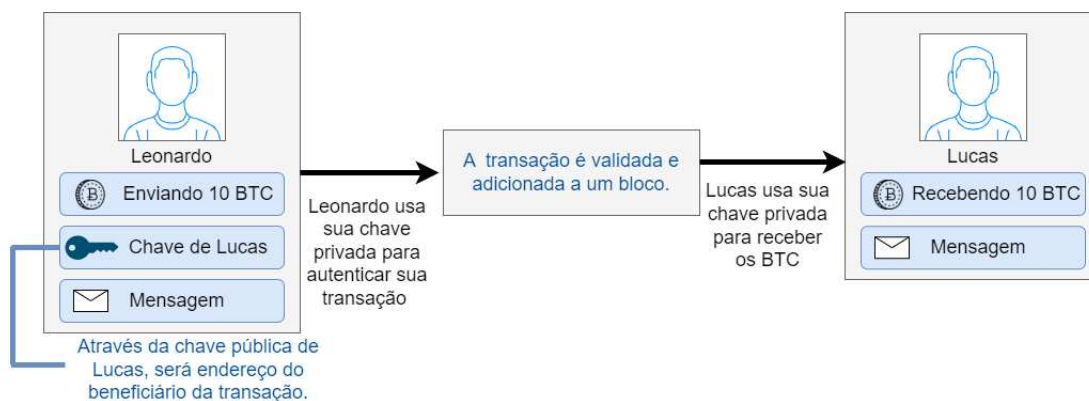 Leonardo
Enviando 10 BTC
Chave de Lucas
Mensagem
Através da chave pública de
Lucas, será endereço do
beneficiário da transação.
Leonardo usa
sua chave
privada para
autenticar sua
transação
A transação é validada e
adicionada a um bloco.
Lucas usa sua
chave privada
para receber
os BTC
Lucas
Recebendo 10 BTC
Mensagem